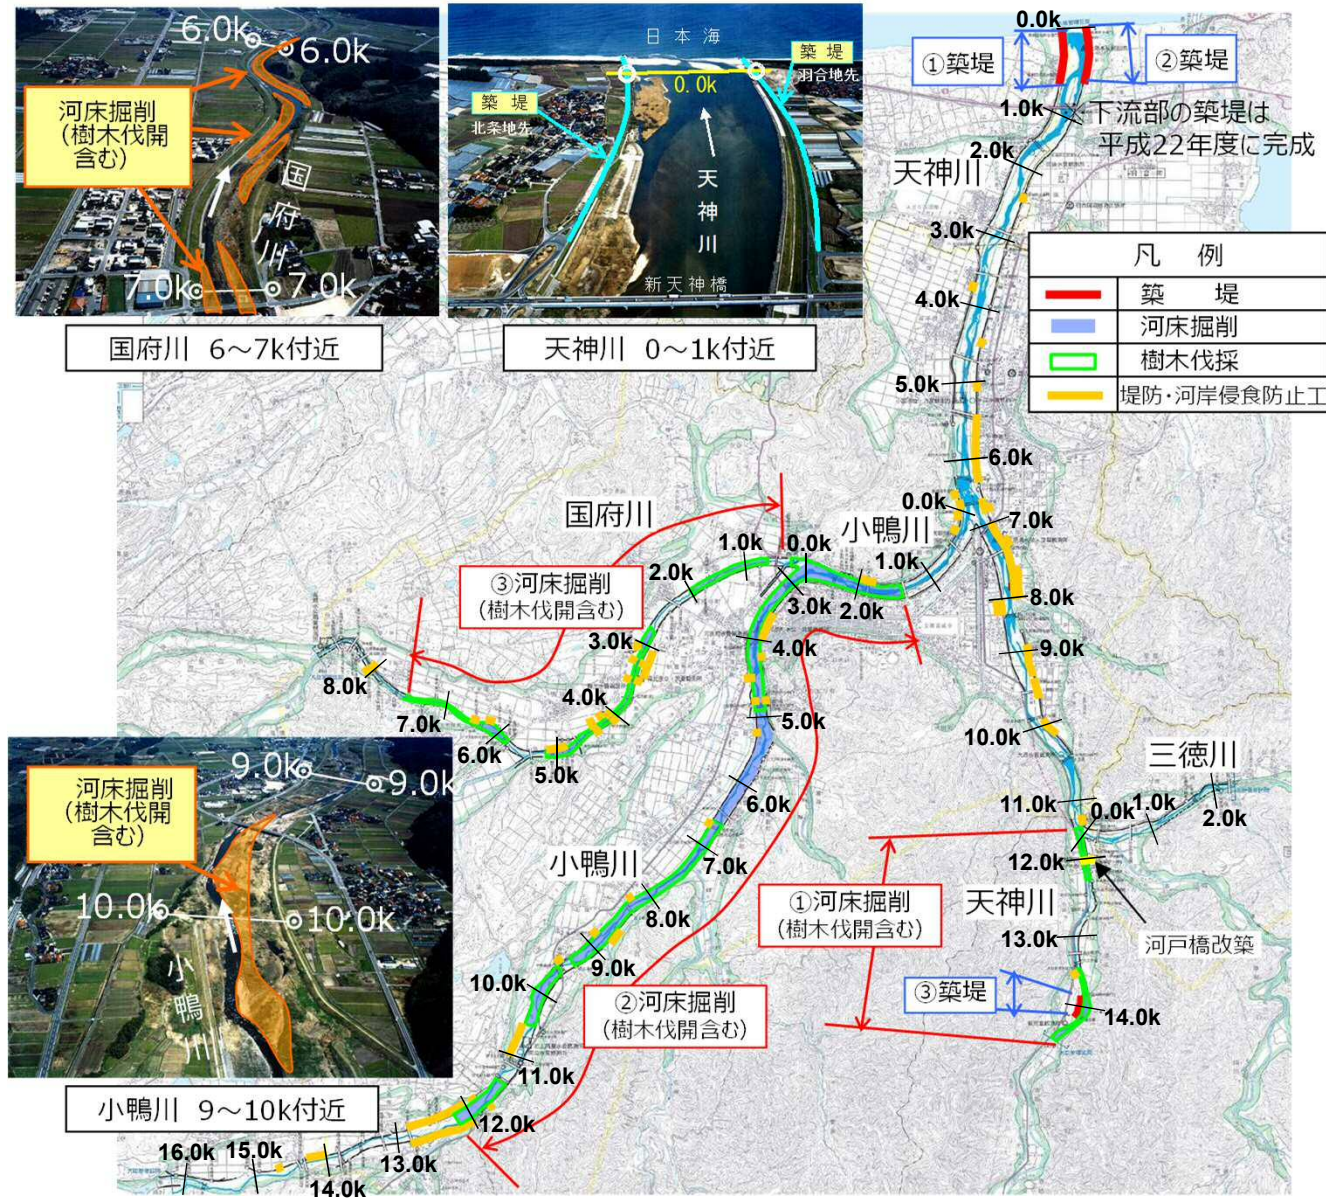 6.0k
6.0k
河床掘削
(樹木伐開
含む)
国府川
7.0k
7.0k
国府川 6～7k付近
日本海
築堤
羽合地先
0.0k
築堤
北条地先
天神川
新天神橋
天神川 0～1k付近
0.0k
①築堤
②築堤
1.0k
※下流部の築堤は
平成22年度に完成
2.0k
天神川
3.0k
4.0k
5.0k
6.0k
凡 例
築 堤
河床掘削
樹木伐採
堤防・河岸侵食防止工
国府川
0.0k
小鴨川
7.0k
1.0k
0.0k
1.0k
2.0k
③河床掘削
(樹木伐開含む)
3.0k
2.0k
8.0k
3.0k
4.0k
9.0k
8.0k
4.0k
7.0k
5.0k
6.0k
5.0k
10.0k
三徳川
9.0k
9.0k
河床掘削
(樹木伐開
含む)
10.0k
10.0k
小鴨川
小鴨川 9～10k付近
6.0k
11.0k
0.0k
1.0k
2.0k
7.0k
12.0k
小鴨川
8.0k
①河床掘削
(樹木伐開含む)
天神川
13.0k
河戸橋改築
9.0k
10.0k
②河床掘削
(樹木伐開含む)
③築堤
14.0k
11.0k
12.0k
13.0k
16.0k
15.0k
14.0k